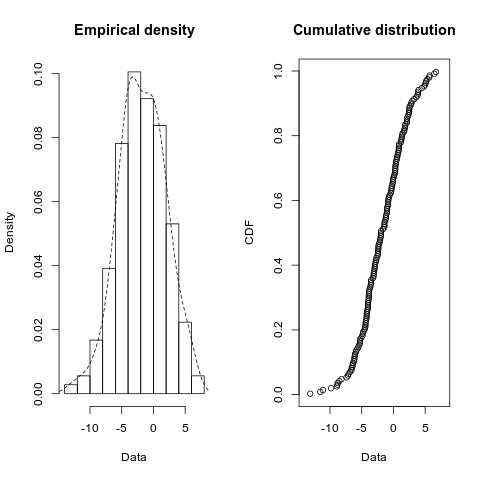 Empirical density
Density
0.00 0.02 0.04 0.06 0.08 0.10
-10 -5 0 5
Data
Cumulative distribution
CDF
0.0 0.2 0.4 0.6 0.8 1.0
-10 -5 0 5
Data